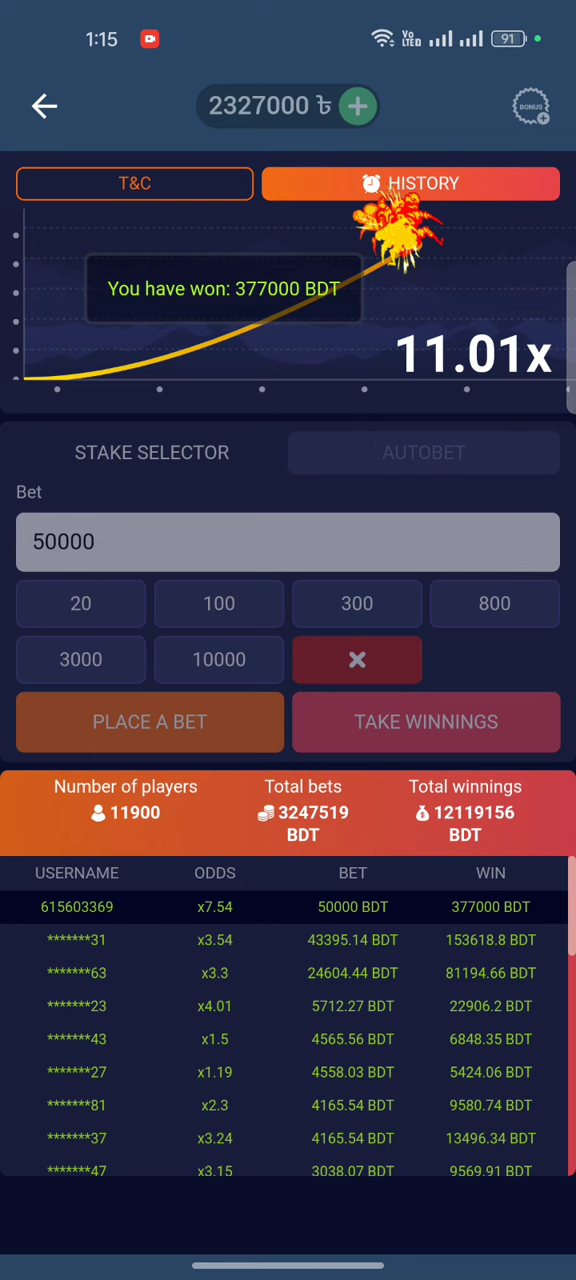 1:15
Vo LTED
91
2327000 ৳
BONUS
T&C
HISTORY
You have won: 377000 BDT
11.01x
STAKE SELECTOR
AUTOBET
Bet
50000
20 100 300 800
3000 10000
PLACE A BET
TAKE WINNINGS
Number of players Total bets Total winnings
11900 3247519 12119156
BDT BDT
USERNAME ODDS BET WIN
615603369 x7.54 50000 BDT 377000 BDT
*******31 x3.54 43395.14 BDT 153618.8 BDT
*******63 x3.3 24604.44 BDT 81194.66 BDT
*******23 x4.01 5712.27 BDT 22906.2 BDT
*******43 x1.5 4565.56 BDT 6848.35 BDT
*******27 x1.19 4558.03 BDT 5424.06 BDT
*******81 x2.3 4165.54 BDT 9580.74 BDT
*******37 x3.24 4165.54 BDT 13496.34 BDT
*******47 x3.15 3038.07 BDT 9569.91 BDT